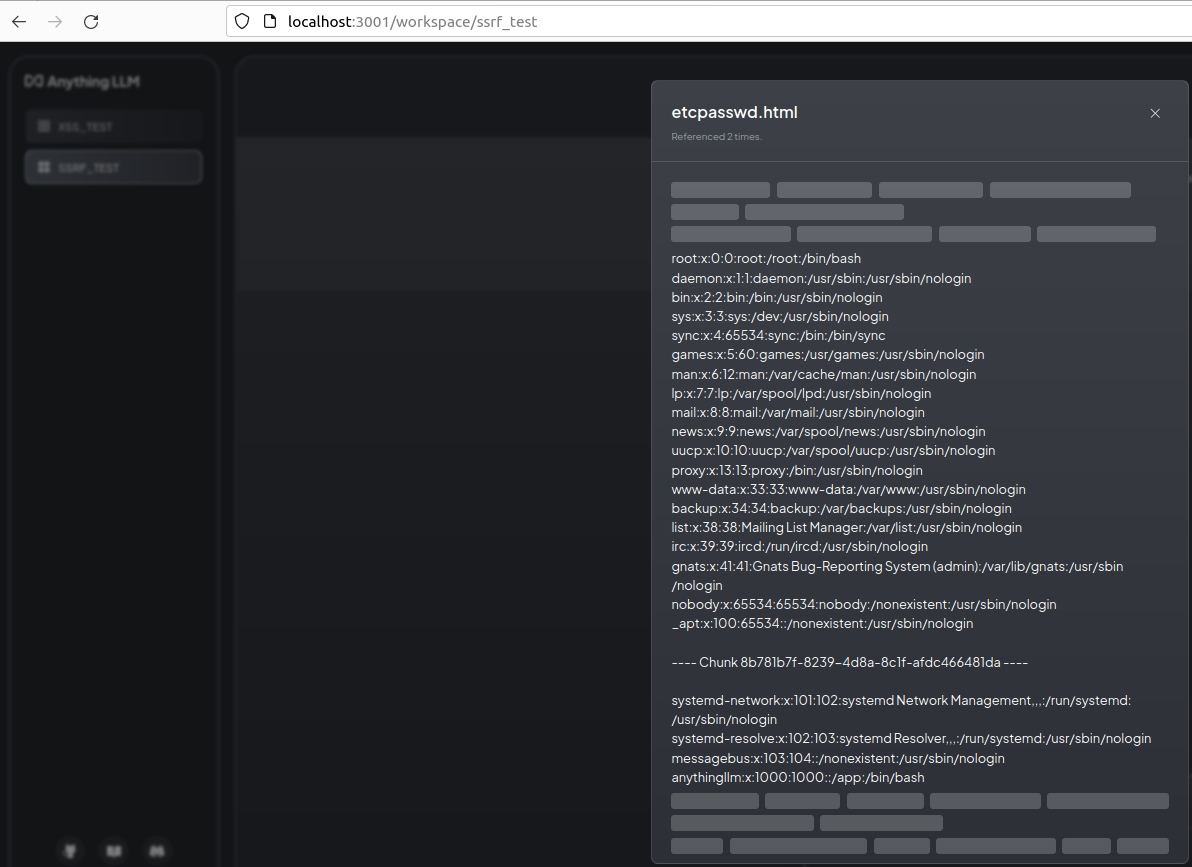 localhost:3001/workspace/ssrf_test
Anything LLM
XSS_TEST
SSRF_TEST
etcpasswd.html
Referenced 2 times.
root:x:0:0:root:/root:/bin/bash
daemon:x:1:1:daemon:/usr/sbin:/usr/sbin/nologin
bin:x:2:2:bin:/bin:/usr/sbin/nologin
sys:x:3:3:sys:/dev:/usr/sbin/nologin
sync:x:4:65534:sync:/bin:/bin/sync
games:x:5:60:games:/usr/games:/usr/sbin/nologin
man:x:6:12:man:/var/cache/man:/usr/sbin/nologin
lp:x:7:7:lp:/var/spool/lpd:/usr/sbin/nologin
mail:x:8:8:mail:/var/mail:/usr/sbin/nologin
news:x:9:9:news:/var/spool/news:/usr/sbin/nologin
uucp:x:10:10:uucp:/var/spool/uucp:/usr/sbin/nologin
proxy:x:13:13:proxy:/bin:/usr/sbin/nologin
www-data:x:33:33:www-data:/var/www:/usr/sbin/nologin
backup:x:34:34:backup:/var/backups:/usr/sbin/nologin
list:x:38:38:Mailing List Manager:/var/list:/usr/sbin/nologin
irc:x:39:39:ircd:/run/ircd:/usr/sbin/nologin
gnats:x:41:41:Gnats Bug-Reporting System (admin):/var/lib/gnats:/usr/sbin
/nologin
nobody:x:65534:65534:nobody:/nonexistent:/usr/sbin/nologin
_apt:x:100:65534::/nonexistent:/usr/sbin/nologin
---- Chunk 8b781b7f-8239-4d8a-8c1f-afdc466481da ----
systemd-network:x:101:102:systemd Network Management,,,:/run/systemd:
/usr/sbin/nologin
systemd-resolve:x:102:103:systemd Resolver,,,:/run/systemd:/usr/sbin/nologin
messagebus:x:103:104::/nonexistent:/usr/sbin/nologin
anythingllm:x:1000:1000::/app:/bin/bash